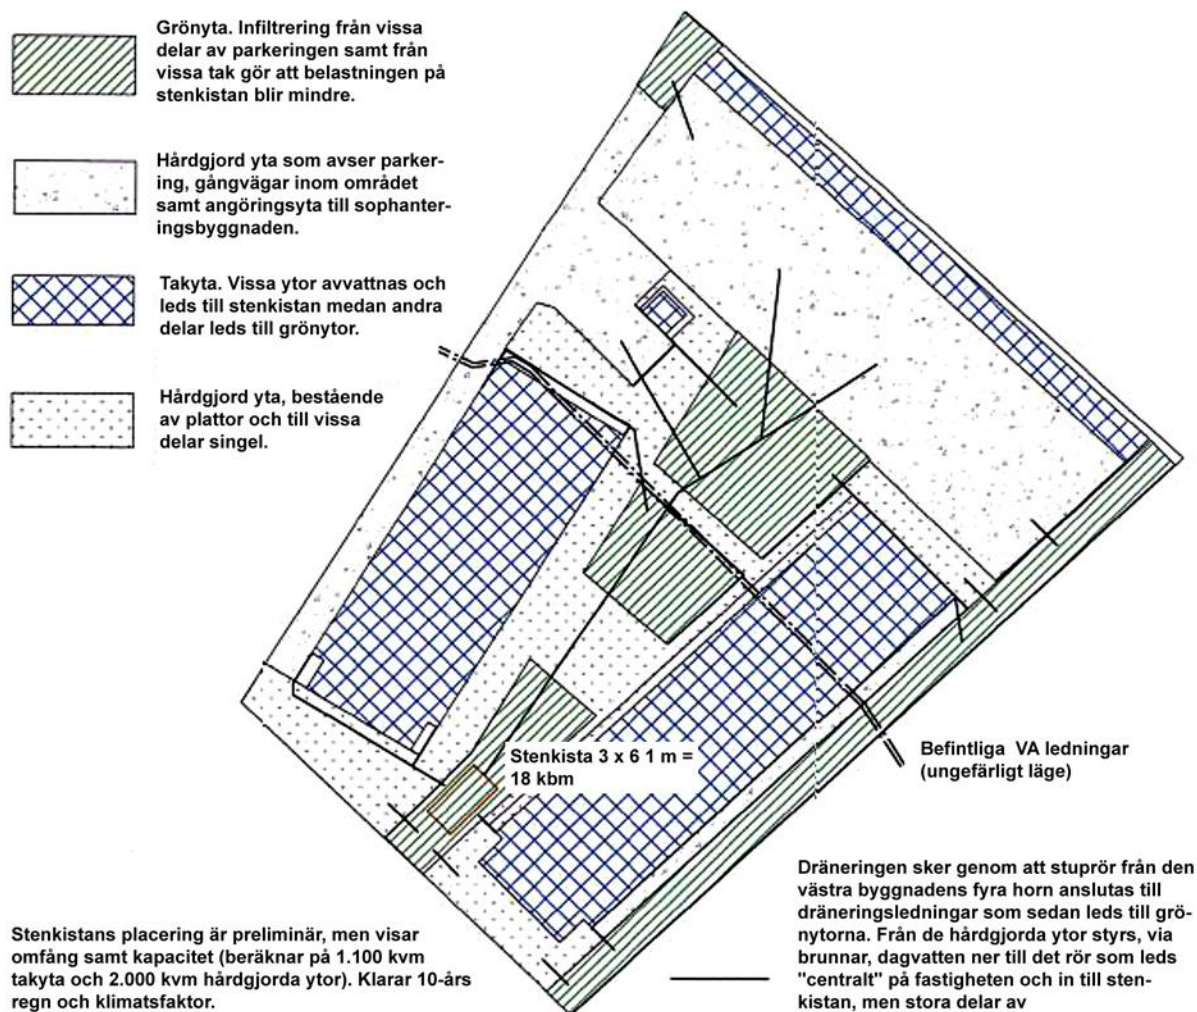 Grönyta. Infiltrering från vissa
delar av parkeringen samt från
vissa tak gör att belastningen på
stenkistan blir mindre.
Hårdgjord yta som avser parker-
ing, gångvägar inom området
samt angöringsyta till sophanter-
ingsbyggnaden.
Takyta. Vissa ytor avvattnas och
leds till stenkistan medan andra
delar leds till grönytor.
Hårdgjord yta, bestående
av plattor och till vissa
delar singel.
Stenkista 3 x 6 1 m =
18 kbm
Befintliga VA ledningar
(ungefärligt läge)
Stenkistans placering är preliminär, men visar
omfång samt kapacitet (beräknar på 1.100 kvm
takyta och 2.000 kvm hårdgjorda ytor). Klarar 10-års
regn och klimatsfaktor.
Dräneringen sker genom att stuprör från den
västra byggnadens fyra horn anslutas till
dräneringsledningar som sedan leds till grö-
nytorna. Från de hårdgjorda ytor styrs, via
brunnar, dagvatten ner till det rör som leds
"centralt" på fastigheten och in till sten-
kistan, men stora delar av